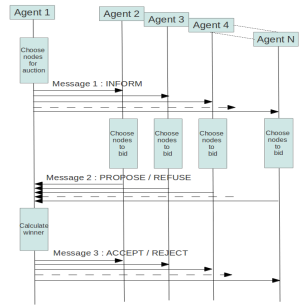 Agent 1
Agent 2
Agent 3
Agent 4
Agent N
Choose
nodes
for
auction
Message 1 : INFORM
Choose
nodes
to
bid
Choose
nodes
to
bid
Choose
nodes
to
bid
Choose
nodes
to
bid
Message 2 : PROPOSE / REFUSE
Calculate
winner
Message 3 : ACCEPT / REJECT